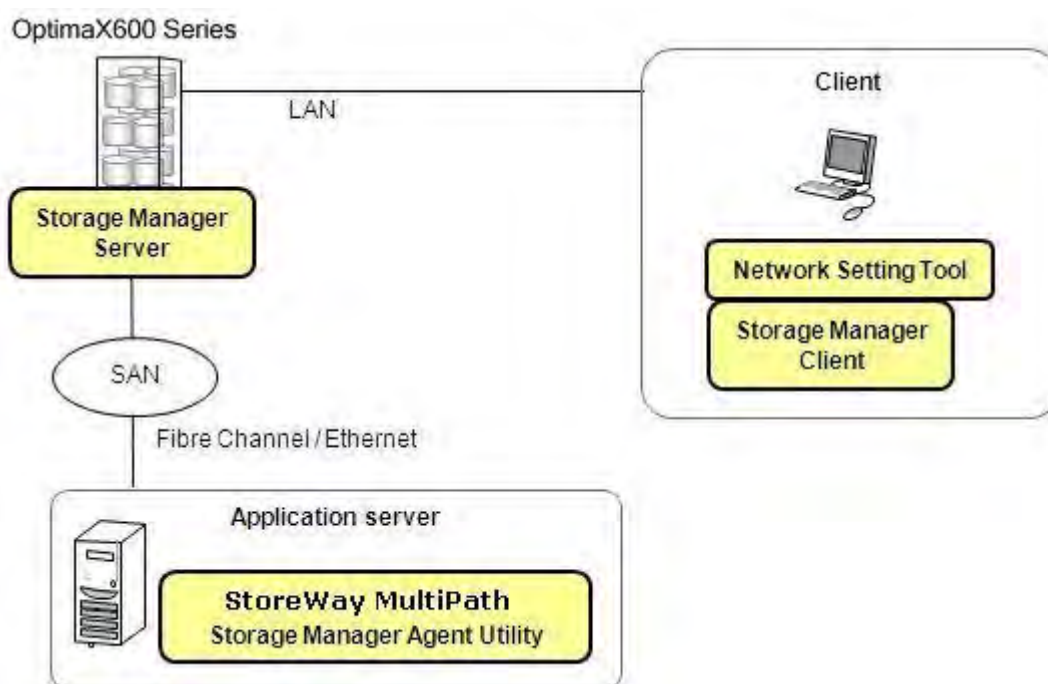 OptimaX600 Series
LAN
Client
Storage Manager
Server
Network Setting Tool
Storage Manager
Client
SAN
Fibre Channel / Ethernet
Application server
StoreWay MultiPath
Storage Manager Agent Utility